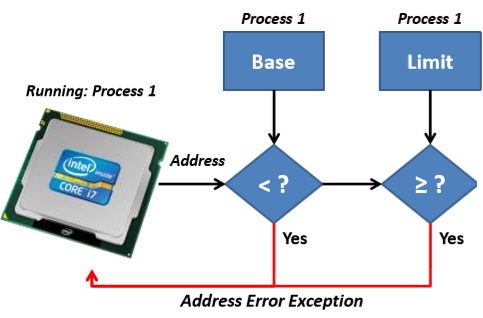 Process 1
Process 1
Base
Limit
Running: Process 1
Address
intel
inside
CORE i7
< ?
≥ ?
Yes
Yes
Address Error Exception